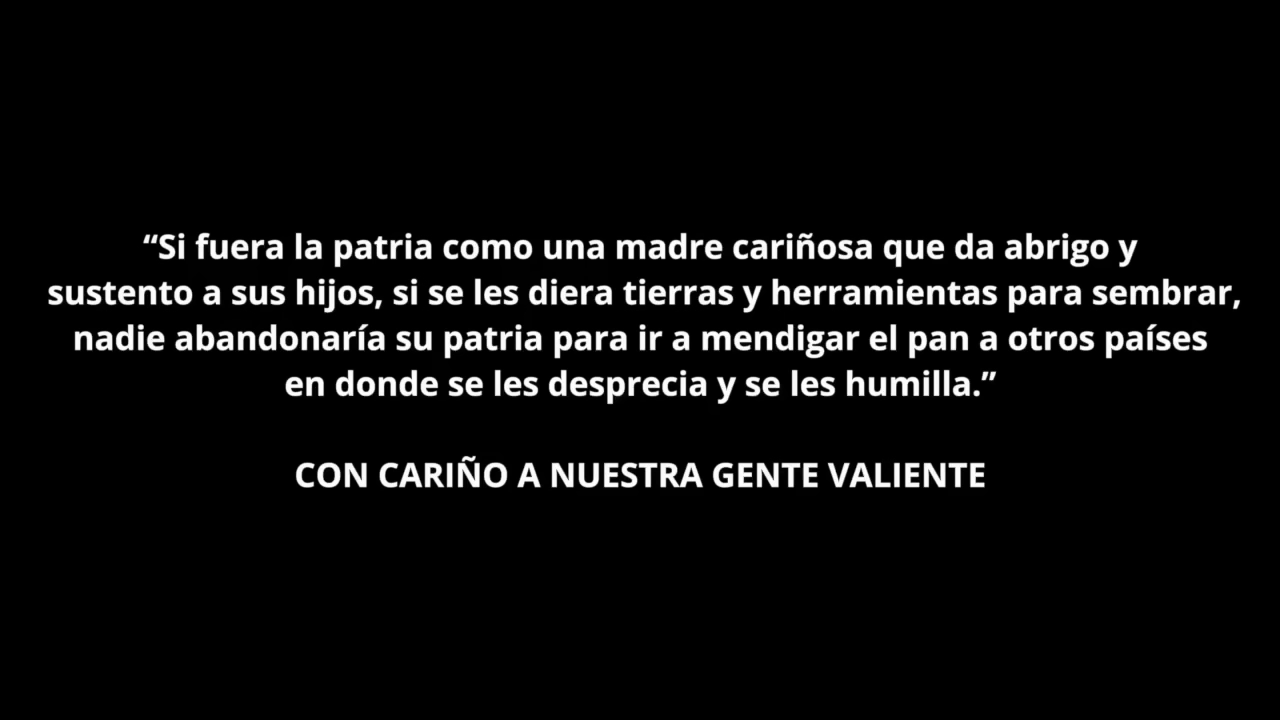 “Si fuera la patria como una madre cariñosa que da abrigo y
sustento a sus hijos, si se les diera tierras y herramientas para sembrar,
nadie abandonaría su patria para ir a mendigar el pan a otros países
en donde se les desprecia y se les humilla.”
CON CARIÑO A NUESTRA GENTE VALIENTE